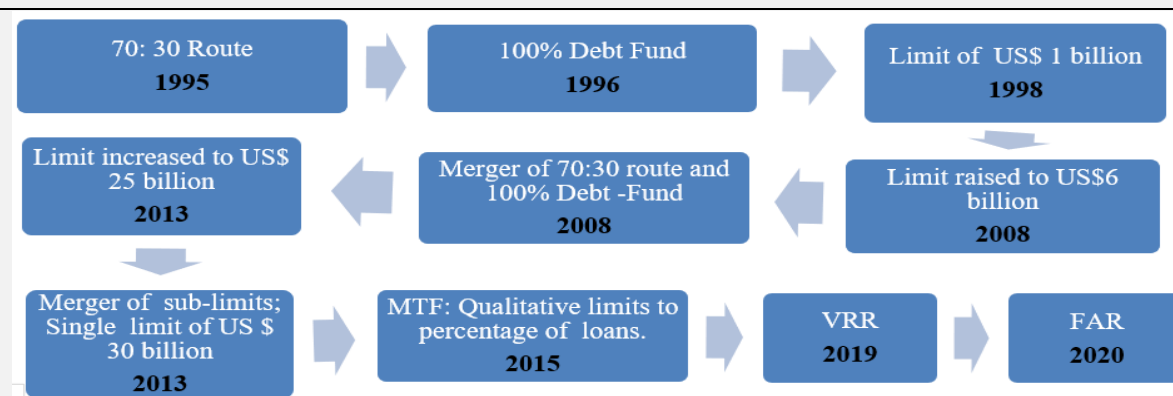 70: 30 Route
1995
100% Debt Fund
1996
Limit of US$ 1 billion
1998
Limit raised to US$6
billion
2008
Merger of 70:30 route and
100% Debt -Fund
2008
Limit increased to US$
25 billion
2013
Merger of sub-limits;
Single limit of US $
30 billion
2013
MTF: Qualitative limits to
percentage of loans.
2015
VRR
2019
FAR
2020